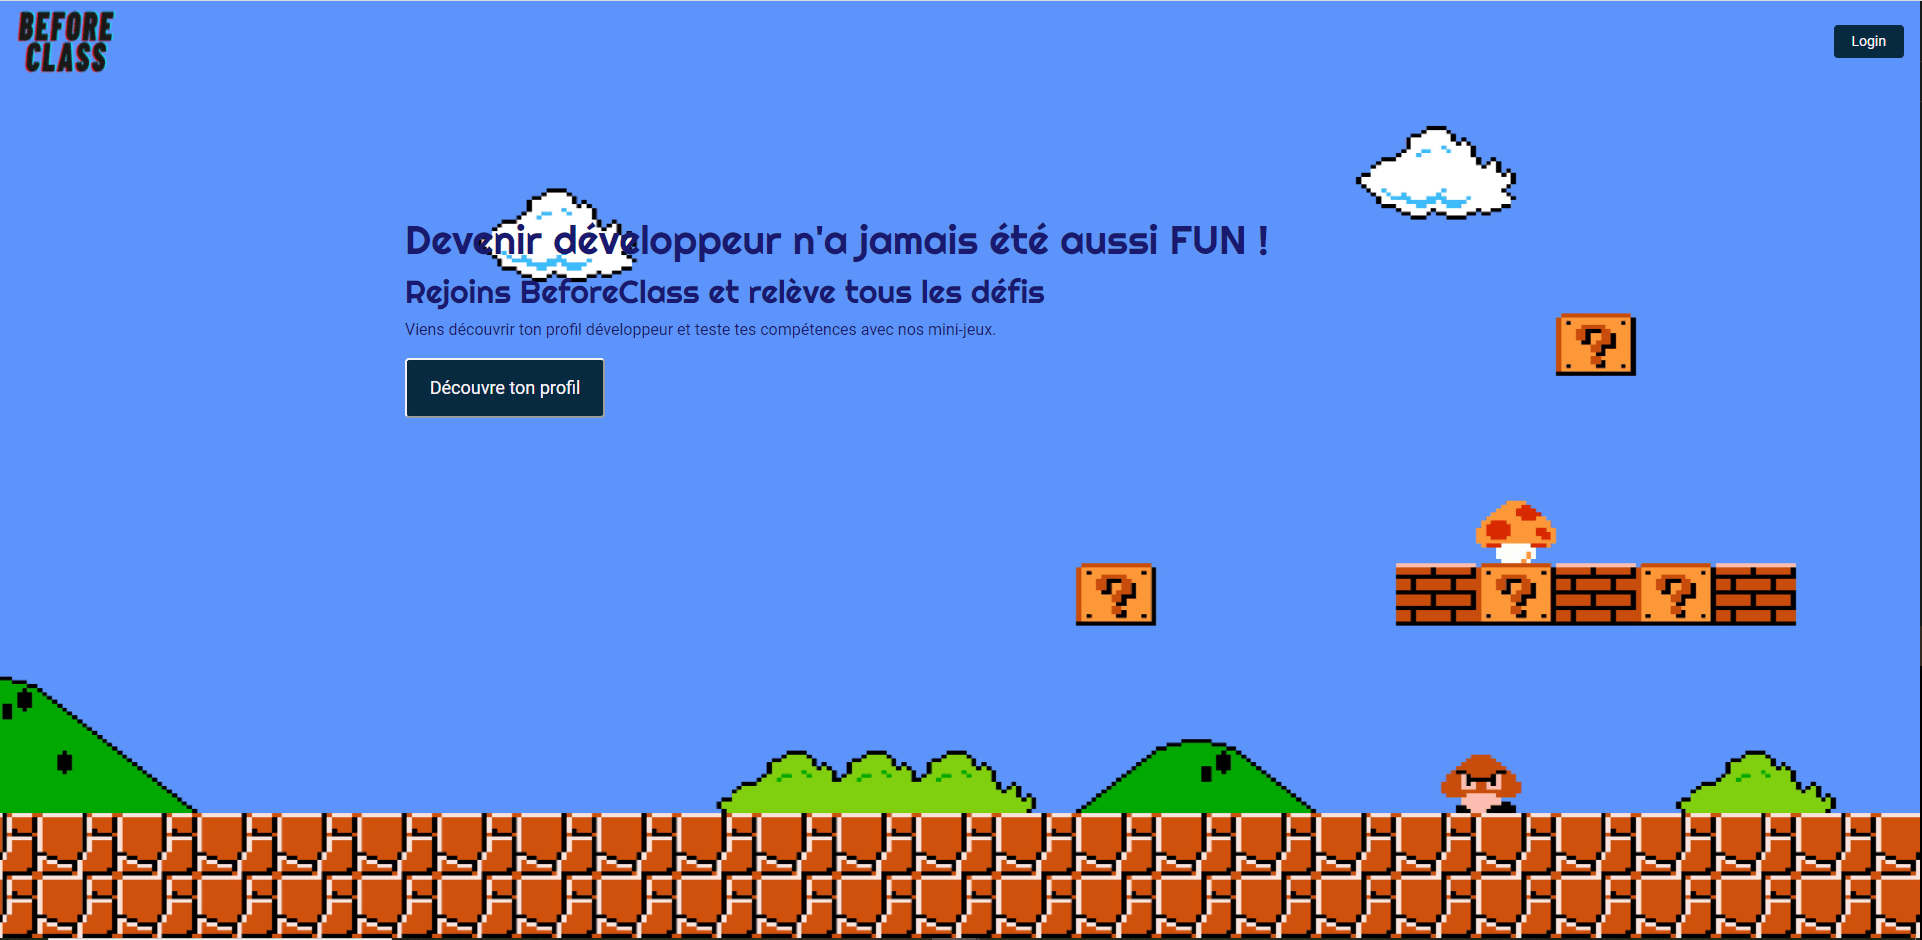 BEFORE
CLASS
Login
Devenir développeur n'a jamais été aussi FUN !
Rejoins BeforeClass et relève tous les défis
Viens découvrir ton profil développeur et teste tes compétences avec nos mini-jeux.
Découvre ton profil
?
?
? ?